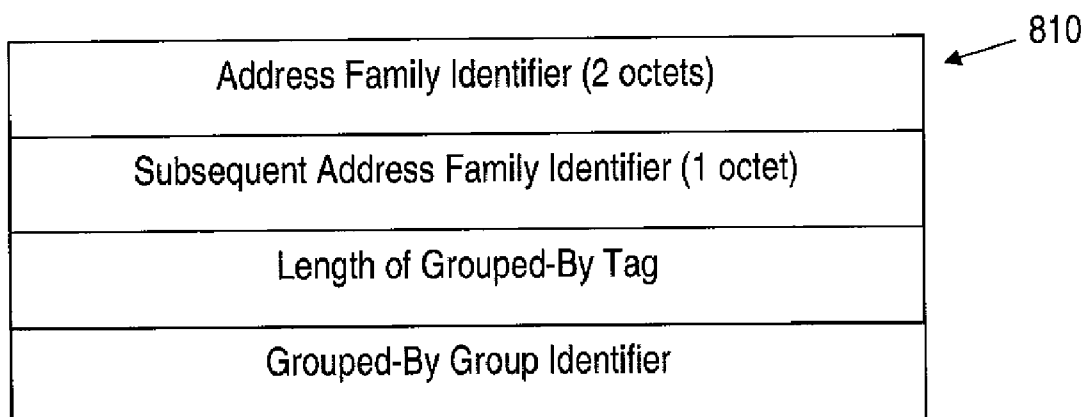 810
Address Family Identifier (2 octets)
Subsequent Address Family Identifier (1 octet)
Length of Grouped-By Tag
Grouped-By Group Identifier